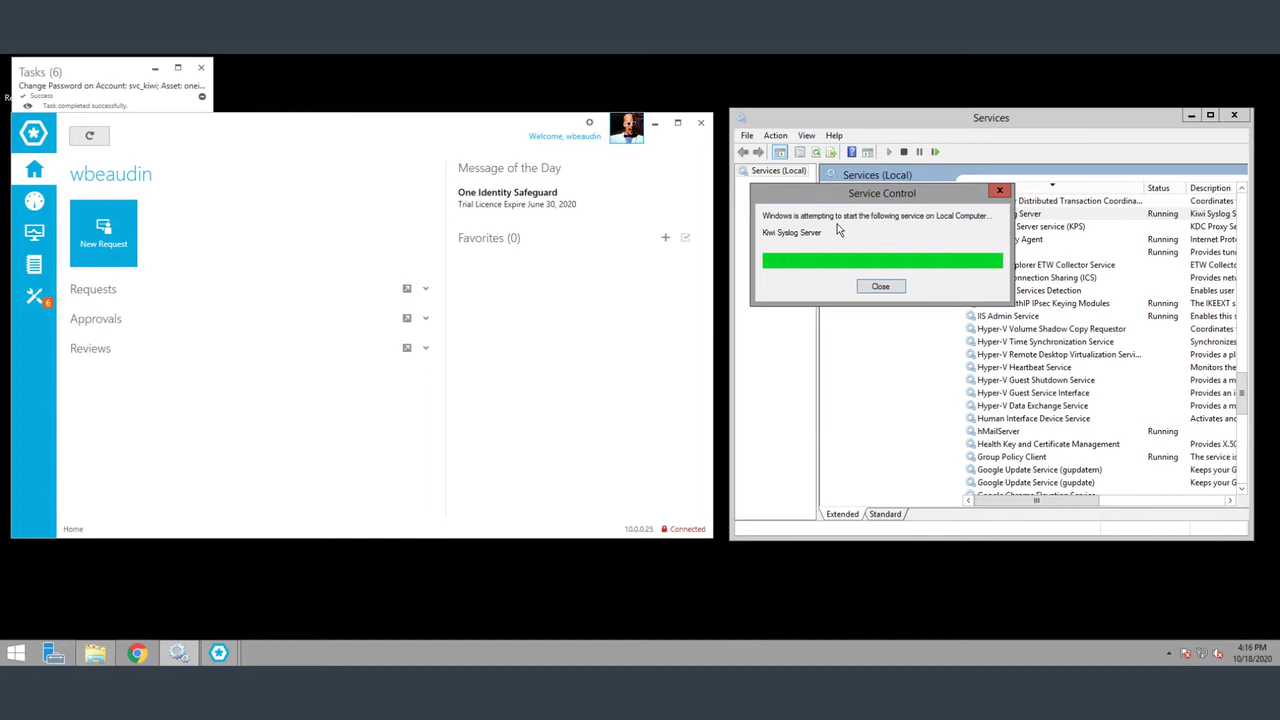 Tasks (6)
Change Password on Account: svc_kiwi; Asset: onei...
Success
Task completed successfully.
Welcome, wbeaudin
wbeaudin
New Request
Requests
Approvals
Reviews
6
Message of the Day
One Identity Safeguard
Trial Licence Expire June 30, 2020
Favorites (0)
Home
10.0.0.25
Connected
Services
File Action View Help
Services (Local)
Services (Local)
Status Description
Distributed Transaction Coordina... Coordinates
g Server Running Kiwi Syslog S
Server service (KPS) KDC Proxy Se
y Agent Running Internet Prot
Provides tun
xplorer ETW Collector Service ETW Collect
Connection Sharing (ICS) Provides net
Services Detection Enables user
uthIP IPsec Keying Modules Running The IKEEXT s
IIS Admin Service Running Enables this s
Hyper-V Volume Shadow Copy Requestor Coordinates
Hyper-V Time Synchronization Service Synchronizes
Hyper-V Remote Desktop Virtualization Servi... Provides a pl
Hyper-V Heartbeat Service Monitors the
Hyper-V Guest Shutdown Service Provides a m
Hyper-V Guest Service Interface Provides an i
Hyper-V Data Exchange Service Provides a m
Human Interface Device Service Activates and
hMailServer Running
Health Key and Certificate Management Provides X.50
Group Policy Client Running The service is
Google Update Service (gupdatem) Keeps your G
Google Update Service (gupdate) Keeps your G
Google Chrome Elevation Service
Service Control
Windows is attempting to start the following service on Local Computer...
Kiwi Syslog Server
Close
Extended Standard
4:16 PM
10/18/2020